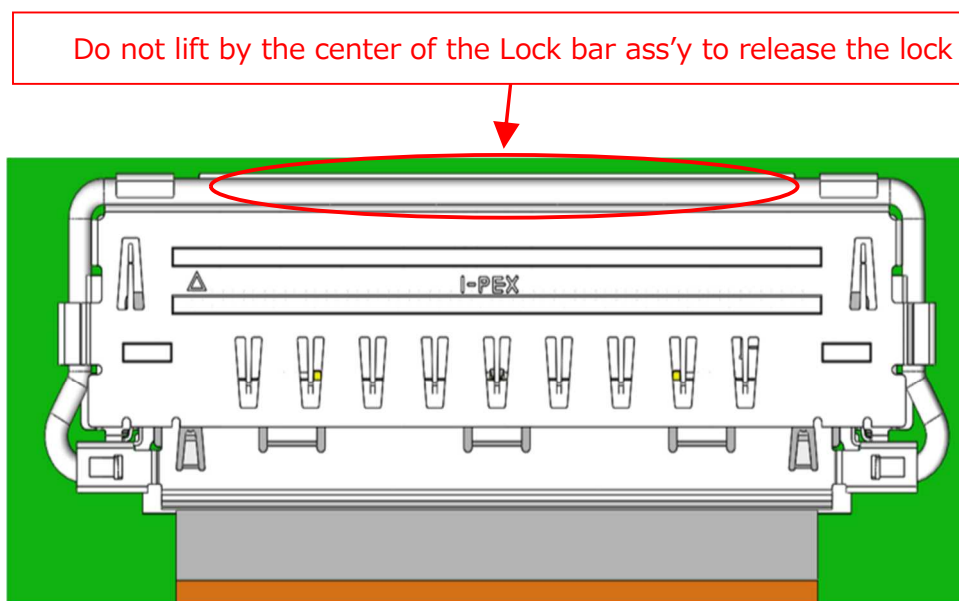 Do not lift by the center of the Lock bar ass’y to release the lock
I-PEX